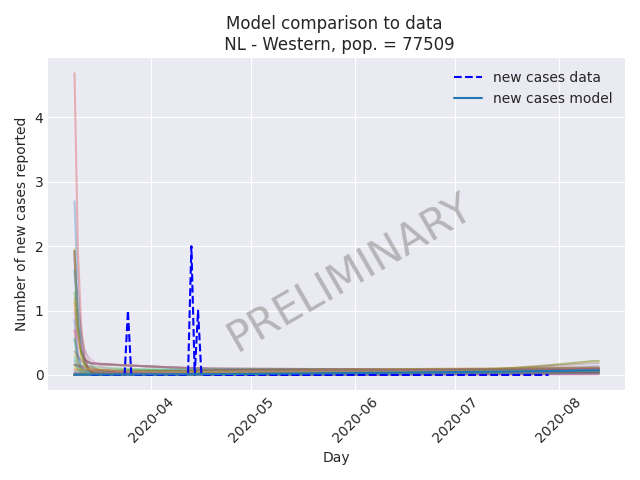 Model comparison to data
NL - Western, pop. = 77509
new cases data
new cases model
Number of new cases reported
4
3
2
1
0
PRELIMINARY
2020-04
2020-05
2020-06
2020-07
2020-08
Day